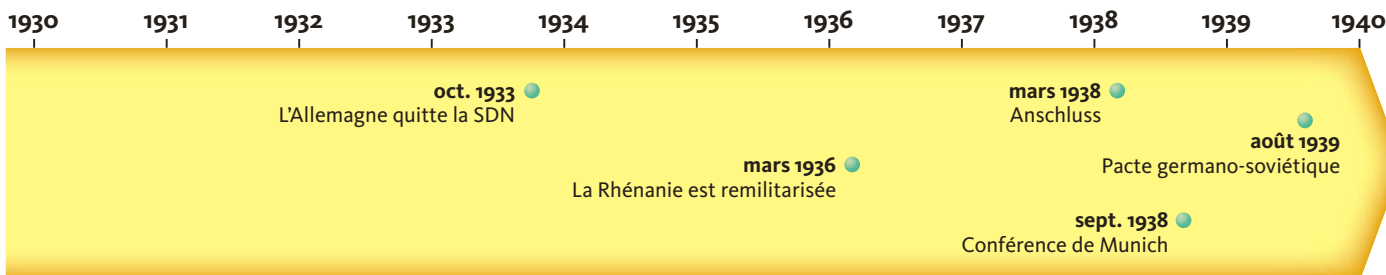 1930 1931 1932 1933 1934 1935 1936 1937 1938 1939 1940
oct. 1933
L'Allemagne quitte la SDN
mars 1936
La Rhénanie est remilitarisée
mars 1938
Anschluss
sept. 1938
Conférence de Munich
août 1939
Pacte germano-soviétique